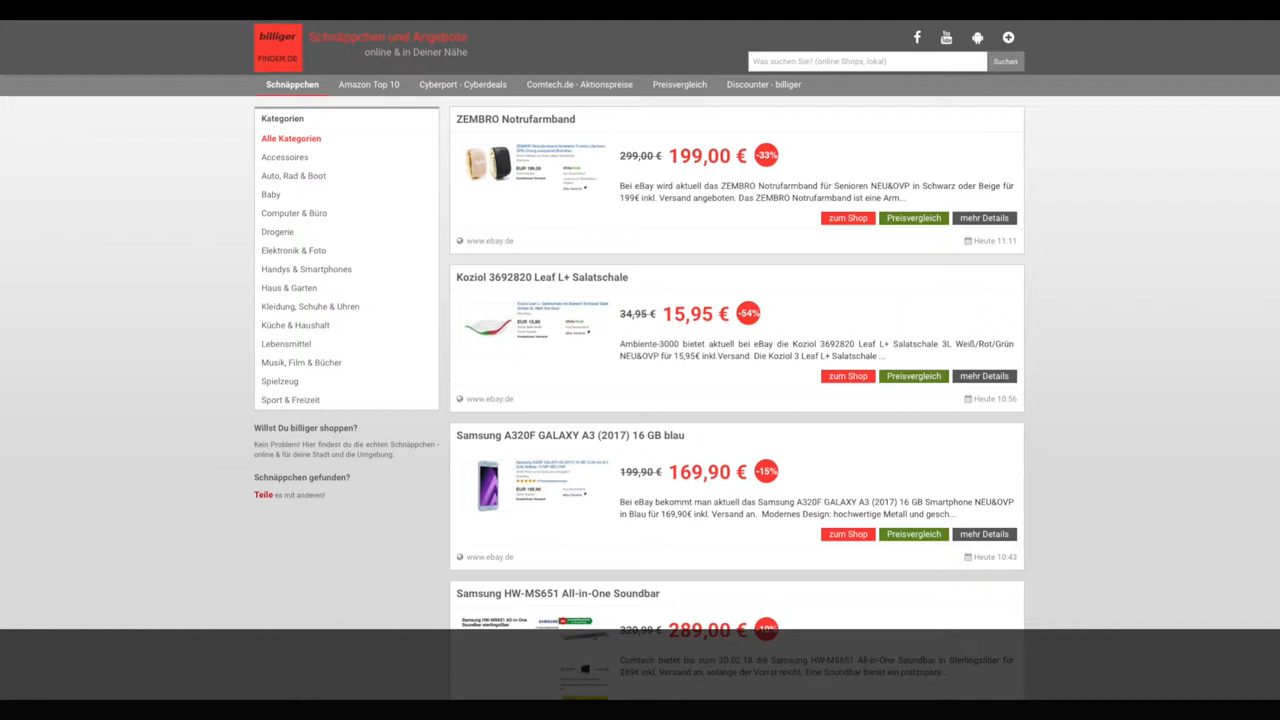 billiger
FINDER.DE
Schnäppchen und Angebote
online & in Deiner Nähe
Was suchen Sie? (online Shops, lokal)
Suchen
Schnäppchen
Amazon Top 10
Cyberport - Cyberdeals
Comtech.de - Aktionspreise
Preisvergleich
Discounter - billiger
Kategorien
Alle Kategorien
Accessoires
Auto, Rad & Boot
Baby
Computer & Büro
Drogerie
Elektronik & Foto
Handys & Smartphones
Haus & Garten
Kleidung, Schuhe & Uhren
Küche & Haushalt
Lebensmittel
Musik, Film & Bücher
Spielzeug
Sport & Freizeit
Willst Du billiger shoppen?
Kein Problem! Hier findest du die echten Schnäppchen -
online & für deine Stadt und die Umgebung.
Schnäppchen gefunden?
Teile es mit anderen!
ZEMBRO Notrufarmband
299,00 € 199,00 € -33%
Bei eBay wird aktuell das ZEMBRO Notrufarmband für Senioren NEU&OVP in Schwarz oder Beige für
199€ inkl. Versand angeboten. Das ZEMBRO Notrufarmband ist eine Arm...
zum Shop Preisvergleich mehr Details
www.ebay.de Heute 11:11
Koziol 3692820 Leaf L+ Salatschale
34,95 € 15,95 € -54%
Ambiente-3000 bietet aktuell bei eBay die Koziol 3692820 Leaf L+ Salatschale 3L Weiß/Rot/Grün
NEU&OVP für 15,95€ inkl.Versand. Die Koziol 3 Leaf L+ Salatschale ...
zum Shop Preisvergleich mehr Details
www.ebay.de Heute 10:56
Samsung A320F GALAXY A3 (2017) 16 GB blau
199,90 € 169,90 € -15%
Bei eBay bekommt man aktuell das Samsung A320F GALAXY A3 (2017) 16 GB Smartphone NEU&OVP
in Blau für 169,90€ inkl. Versand an. Modernes Design: hochwertige Metall und gesch...
zum Shop Preisvergleich mehr Details
www.ebay.de Heute 10:43
Samsung HW-MS651 All-in-One Soundbar
Samsung HW-MS651 All-in-One
Soundbar sterlingsilber
SAMSUNG
320,99 € 289,00 € -10%
Comtech bietet bis zum 20.02.18 die Samsung HW-MS651 All-in-One Soundbar in Sterlingsilber für
289€ inkl. Versand an, solange der Vorrat reicht. Eine Soundbar bietet ein platzspare...